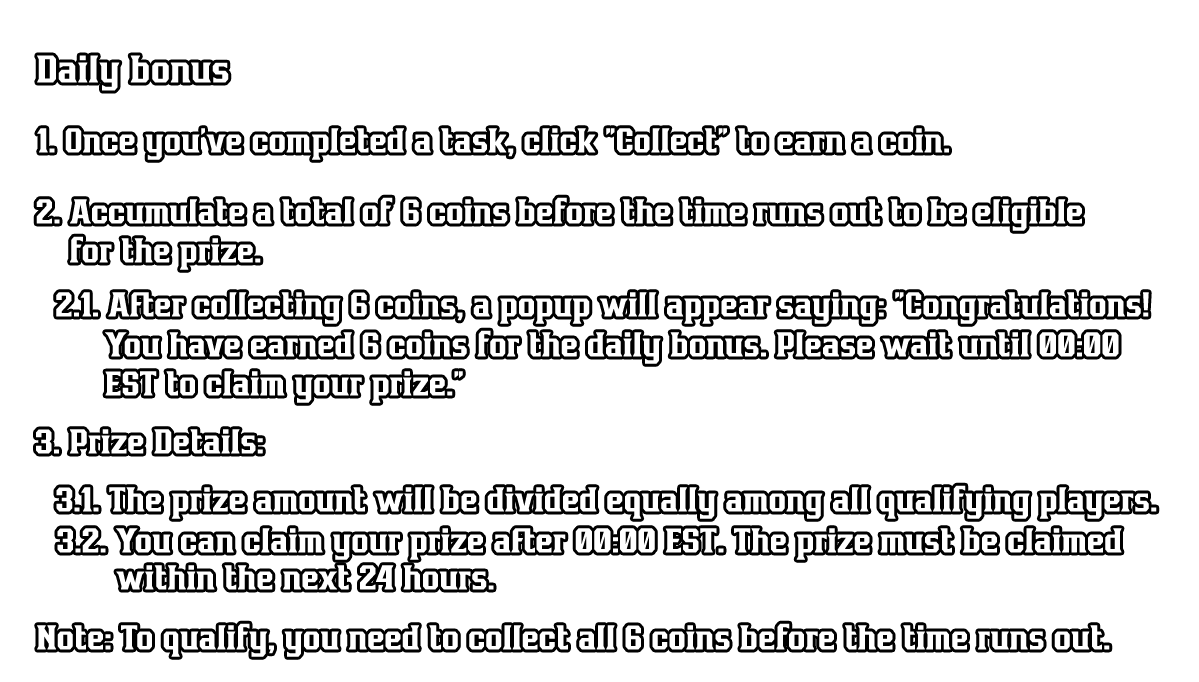 Daily bonus
1. Once you've completed a task, click "Collect" to earn a coin.
2. Accumulate a total of 6 coins before the time runs out to be eligible
for the prize.
2.1. After collecting 6 coins, a popup will appear saying: "Congratulations!
You have earned 6 coins for the daily bonus. Please wait until 00:00
EST to claim your prize."
3. Prize Details:
3.1. The prize amount will be divided equally among all qualifying players.
3.2. You can claim your prize after 00:00 EST. The prize must be claimed
within the next 24 hours.
Note: To qualify, you need to collect all 6 coins before the time runs out.